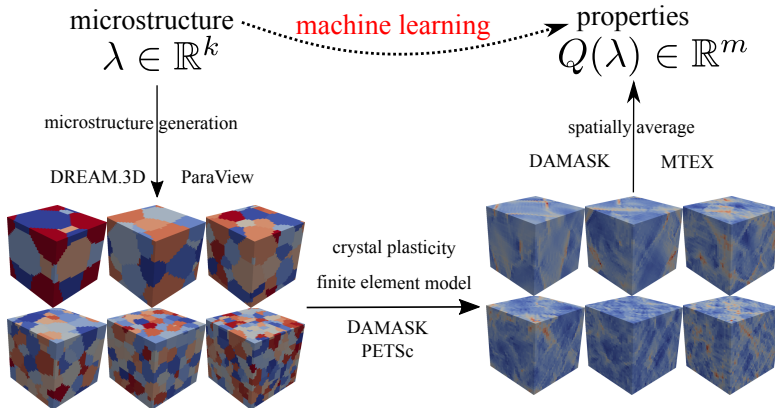 microstructure
machine learning
properties
λ ∈ ℝ^k
Q(λ) ∈ ℝ^m
microstructure generation
DREAM.3D ParaView
spatially average
DAMASK MTEX
crystal plasticity
finite element model
DAMASK
PETSc